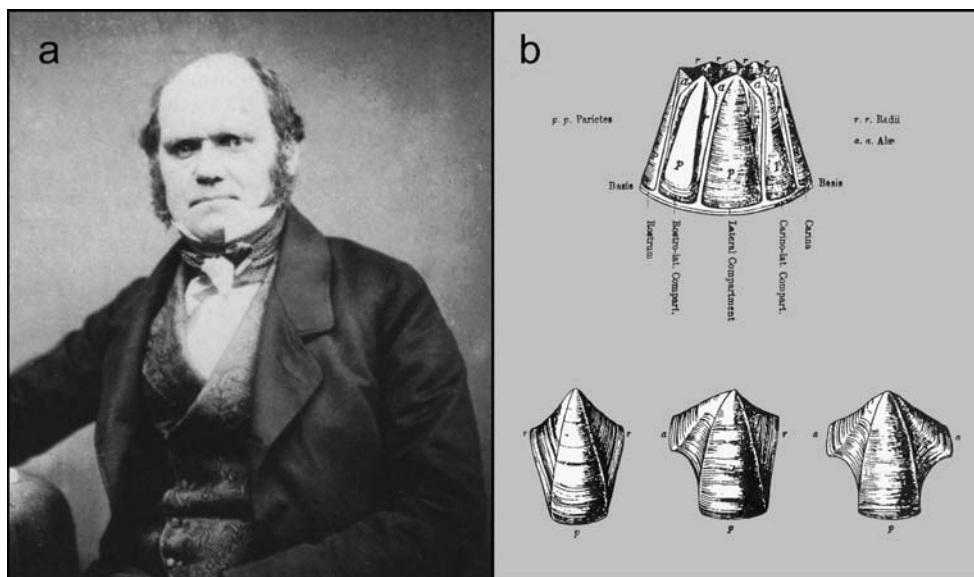 a
b
r r r r
a a a
p. p. Parietes
r. r. Radii
a. a. Alæ
p p p
Basis Basis
Rostrum
Rostro-lat. Compart.
Lateral Compartment
Carino-lat. Compart.
Carina
r r
a r
a a
p p p